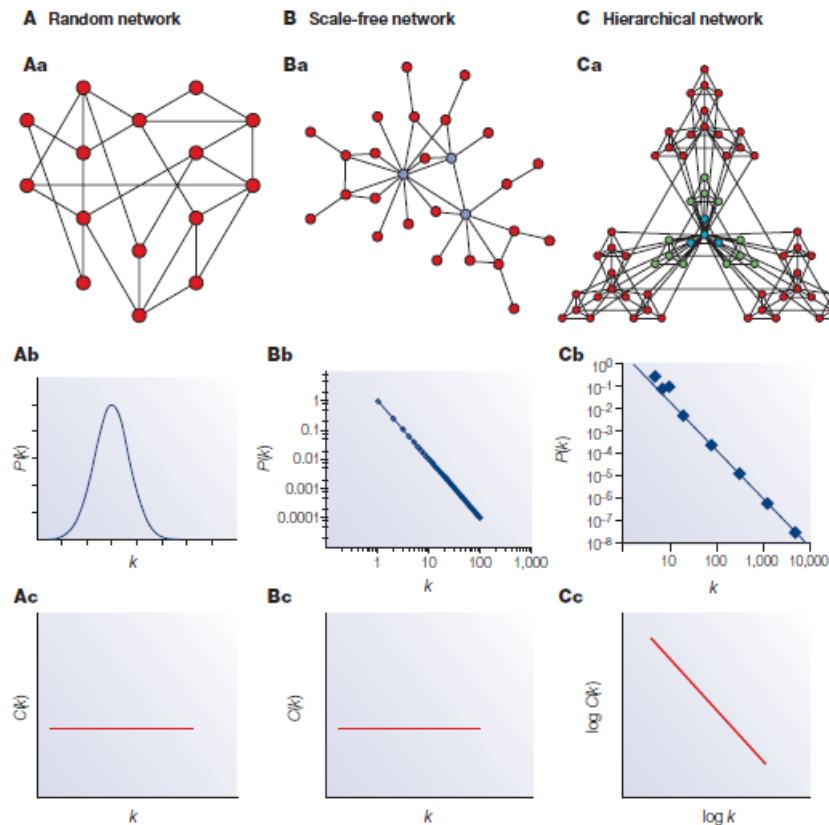 A Random network
B Scale-free network
C Hierarchical network
Aa
Ba
Ca
Ab
P(k)
k
Bb
1
0.1
0.01
0.001
0.0001
P(k)
1
10
100
1,000
k
Cb
10⁰
10⁻¹
10⁻²
10⁻³
10⁻⁴
10⁻⁵
10⁻⁶
10⁻⁷
10⁻⁸
P(k)
10
100
1,000
10,000
k
Ac
C(k)
k
Bc
C(k)
k
Cc
log C(k)
log k